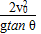 2v₀²
gtan θ